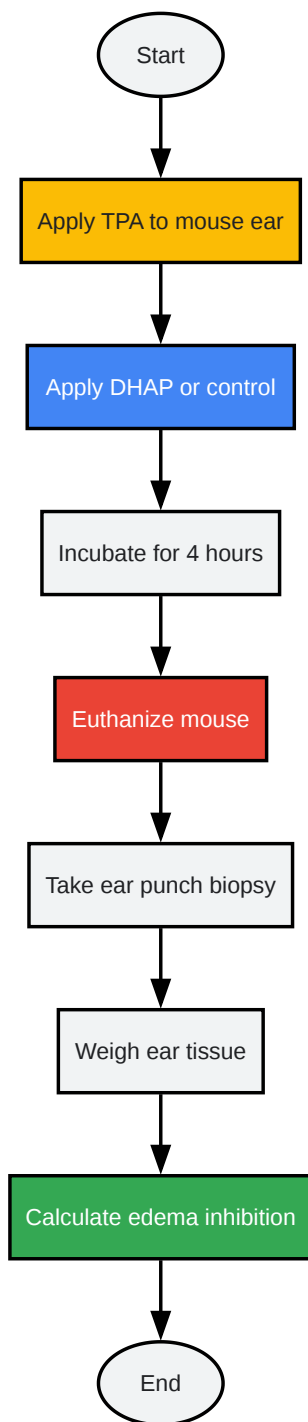 Start
Apply TPA to mouse ear
Apply DHAP or control
Incubate for 4 hours
Euthanize mouse
Take ear punch biopsy
Weigh ear tissue
Calculate edema inhibition
End